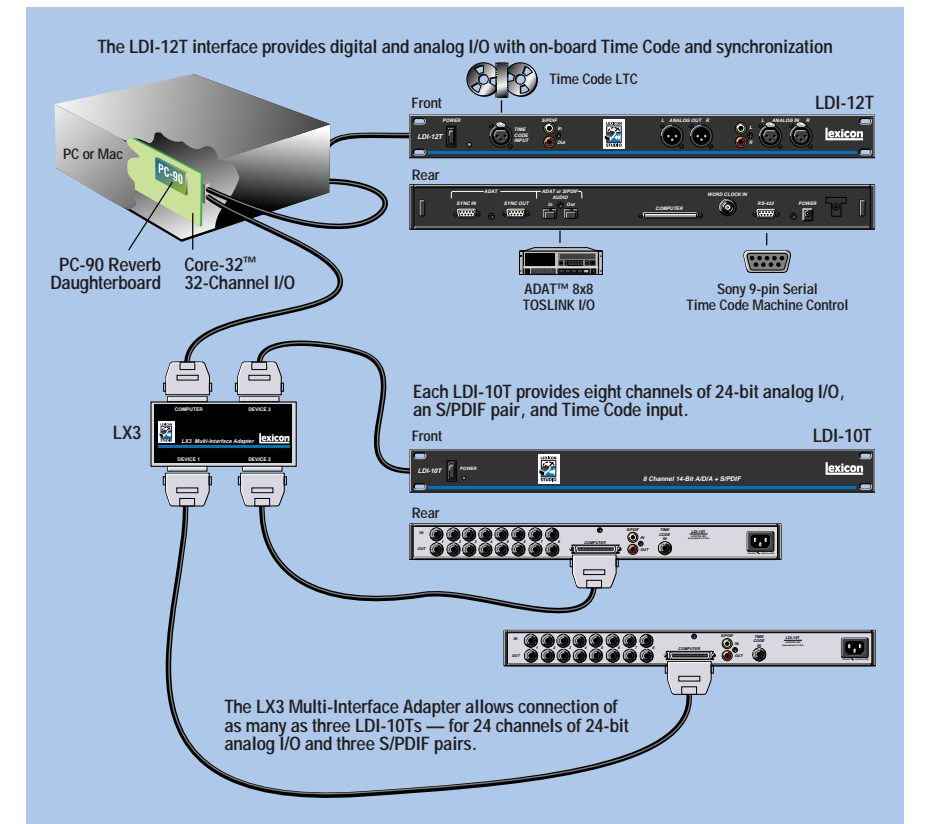 The LDI-12T interface provides digital and analog I/O with on-board Time Code and synchronization
Time Code LTC
Front
LDI-12T
POWER
LDI-12T
TIME
CODE
INPUT
S/PDIF
In
Out
LEXICON
STUDIO
L ANALOG OUT R
L
R
L ANALOG IN R
lexicon
PC or Mac
PC-90
Rear
ADAT
SYNC IN
SYNC OUT
ADAT or S/PDIF
AUDIO
In Out
COMPUTER
WORD CLOCK IN
RS-422
POWER
PC-90 Reverb
Daughterboard
Core-32™
32-Channel I/O
ADAT™ 8x8
TOSLINK I/O
Sony 9-pin Serial
Time Code Machine Control
Each LDI-10T provides eight channels of 24-bit analog I/O,
an S/PDIF pair, and Time Code input.
LX3
COMPUTER
DEVICE 3
LX3 Multi-Interface Adapter
lexicon
DEVICE 1
DEVICE 2
Front
LDI-10T
LDI-10T
POWER
LEXICON
STUDIO
8 Channel 14-Bit A/D/A + S/PDIF
lexicon
Rear
IN
OUT
COMPUTER
S/PDIF
IN
OUT
TIME
CODE
IN
LDI-10T
IN
OUT
COMPUTER
S/PDIF
IN
OUT
TIME
CODE
IN
LDI-10T
The LX3 Multi-Interface Adapter allows connection of
as many as three LDI-10Ts — for 24 channels of 24-bit
analog I/O and three S/PDIF pairs.